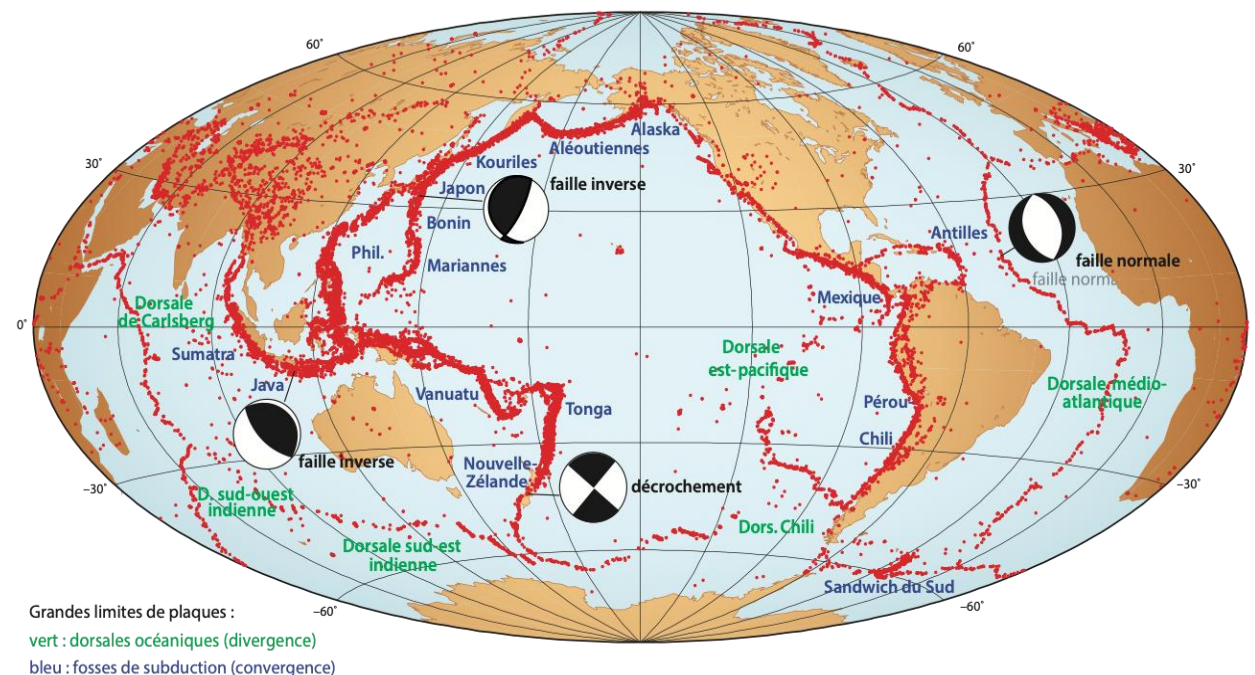 60°
60°
30°
30°
0°
−30°
−30°
−60°
−60°
Alaska
Aléoutiennes
Kouriles
Japon
faille inverse
Bonin
Phil.
Mariannes
Antilles
faille normale
faille norma
Dorsale
de Carlsberg
Mexique
Sumatra
Dorsale
est-pacifique
Java
Vanuatu
Tonga
Pérou
Dorsale médio-
atlantique
Chili
faille inverse
Nouvelle-
Zélande
décrochement
D. sud-ouest
indienne
Dors. Chili
Dorsale sud-est
indienne
Sandwich du Sud
Grandes limites de plaques :
vert : dorsales océaniques (divergence)
bleu : fosses de subduction (convergence)